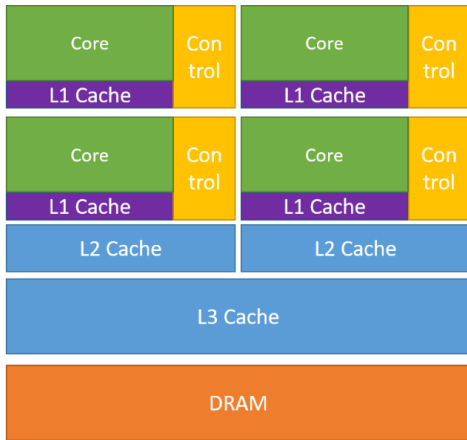 Core
Con
trol
Core
Con
trol
L1 Cache
L1 Cache
Core
Con
trol
Core
Con
trol
L1 Cache
L1 Cache
L2 Cache
L2 Cache
L3 Cache
DRAM